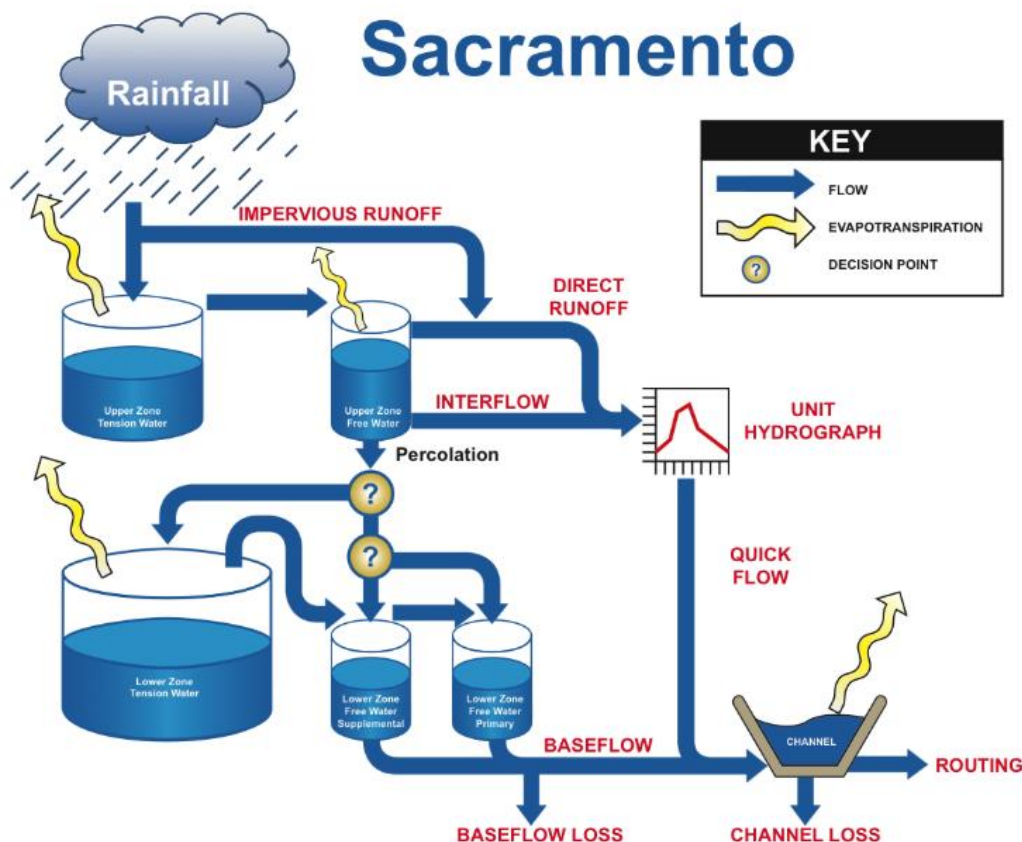 Sacramento
Rainfall
KEY
FLOW
EVAPOTRANSPIRATION
? DECISION POINT
IMPERVIOUS RUNOFF
DIRECT
RUNOFF
Upper Zone
Tension Water
Upper Zone
Free Water
INTERFLOW
UNIT
HYDROGRAPH
Percolation
?
?
QUICK
FLOW
Lower Zone
Tension Water
Lower Zone
Free Water
Supplemental
Lower Zone
Free Water
Primary
BASEFLOW
CHANNEL
ROUTING
BASEFLOW LOSS
CHANNEL LOSS